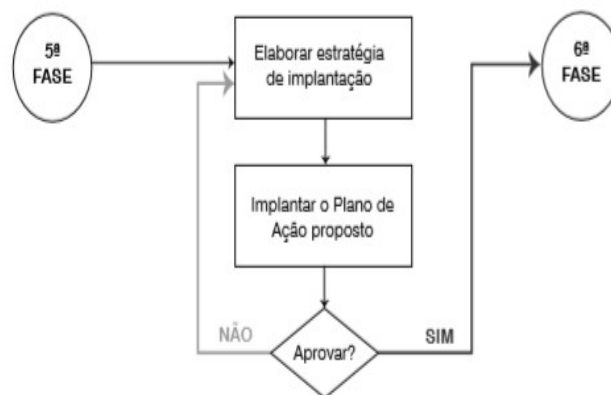 5ª
FASE
Elaborar estratégia
de implantação
6ª
FASE
Implantar o Plano de
Ação proposto
NÃO
Aprovar?
SIM